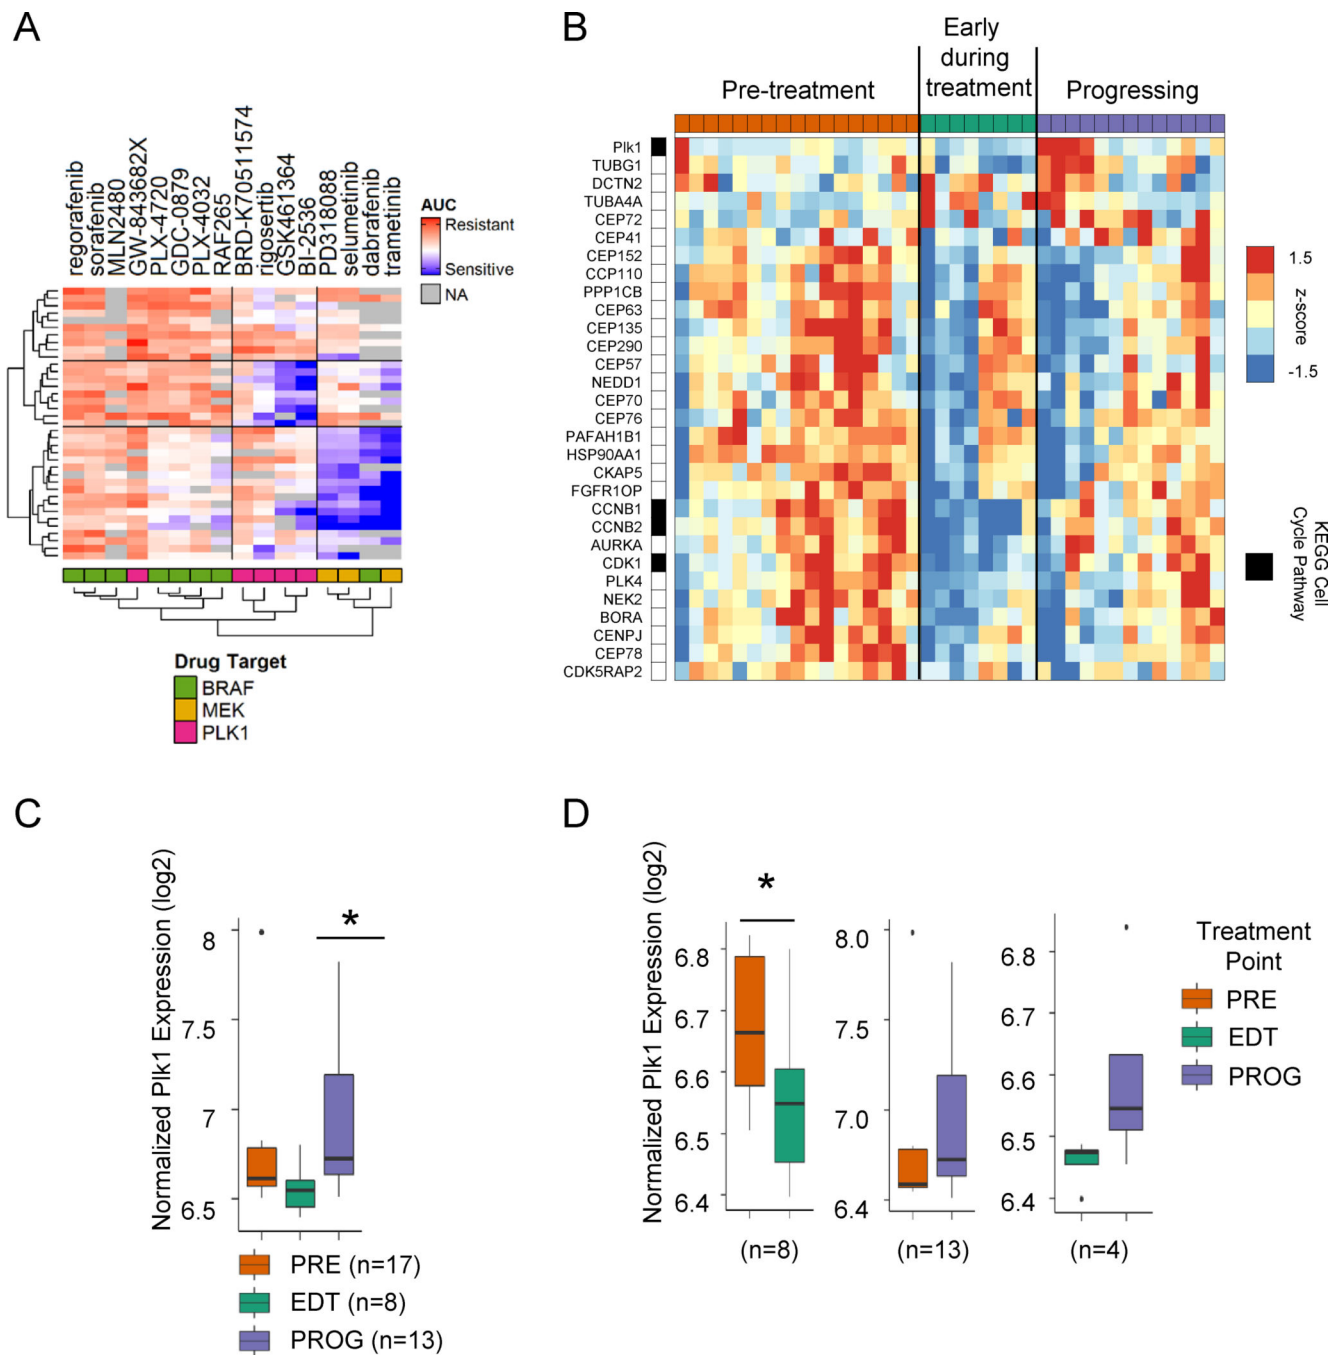 A
regorafenib
sorafenib
MLN2480
GW-843682X
PLX-4720
GDC-0879
PLX-4032
RAF265
BRD-K70511574
rigosertib
GSK461364
BI-2536
PD318088
selumetinib
dabrafenib
trametinib
AUC
Resistant
Sensitive
NA
Drug Target
BRAF
MEK
PLK1
B
Pre-treatment
Early
during
treatment
Progressing
Plk1
TUBG1
DCTN2
TUBA4A
CEP72
CEP41
CEP152
CCP110
PPP1CB
CEP63
CEP135
CEP290
CEP57
NEDD1
CEP70
CEP76
PAFAH1B1
HSP90AA1
CKAP5
FGFR1OP
CCNB1
CCNB2
AURKA
CDK1
PLK4
NEK2
BORA
CENPJ
CEP78
CDK5RAP2
1.5
z-score
-1.5
KEGG Cell
Cycle Pathway
C
Normalized Plk1 Expression (log2)
8
7.5
7
6.5
*
PRE (n=17)
EDT (n=8)
PROG (n=13)
D
Normalized Plk1 Expression (log2)
*
6.8
6.7
6.6
6.5
6.4
(n=8)
8.0
7.5
7.0
6.4
(n=13)
6.8
6.7
6.6
6.5
6.4
(n=4)
Treatment
Point
PRE
EDT
PROG